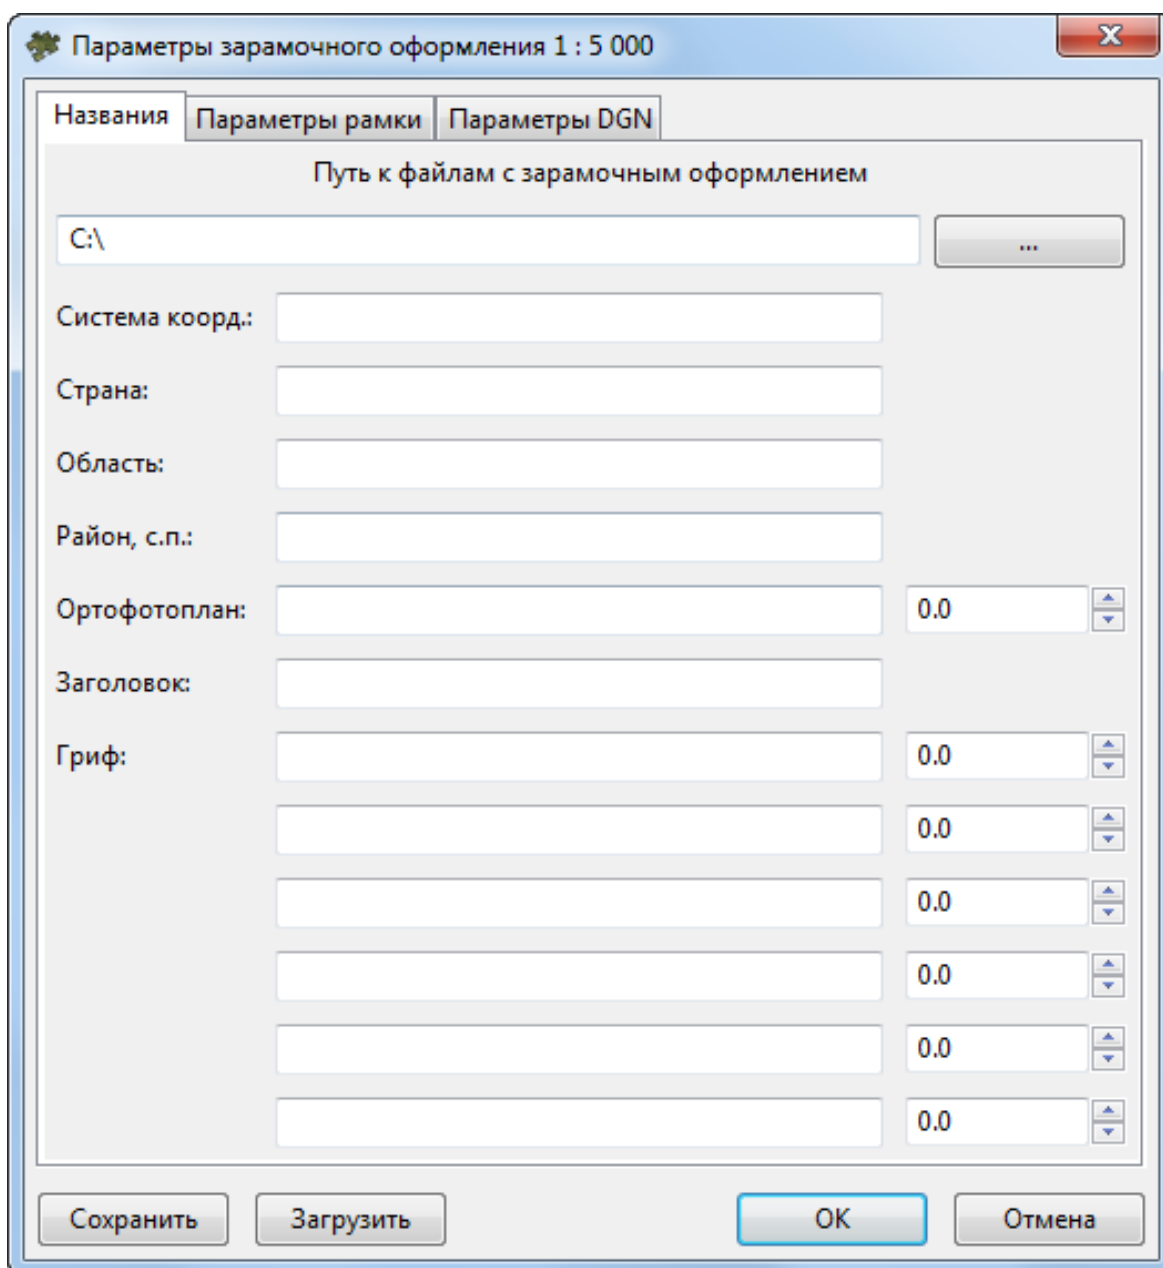 Параметры зарамочного оформления 1 : 5 000
Названия Параметры рамки Параметры DGN
Путь к файлам с зарамочным оформлением
C:\ ...
Система коорд.:
Страна:
Область:
Район, с.п.:
Ортофотоплан: 0.0
Заголовок:
Гриф: 0.0
0.0
0.0
0.0
0.0
0.0
Сохранить Загрузить OK Отмена